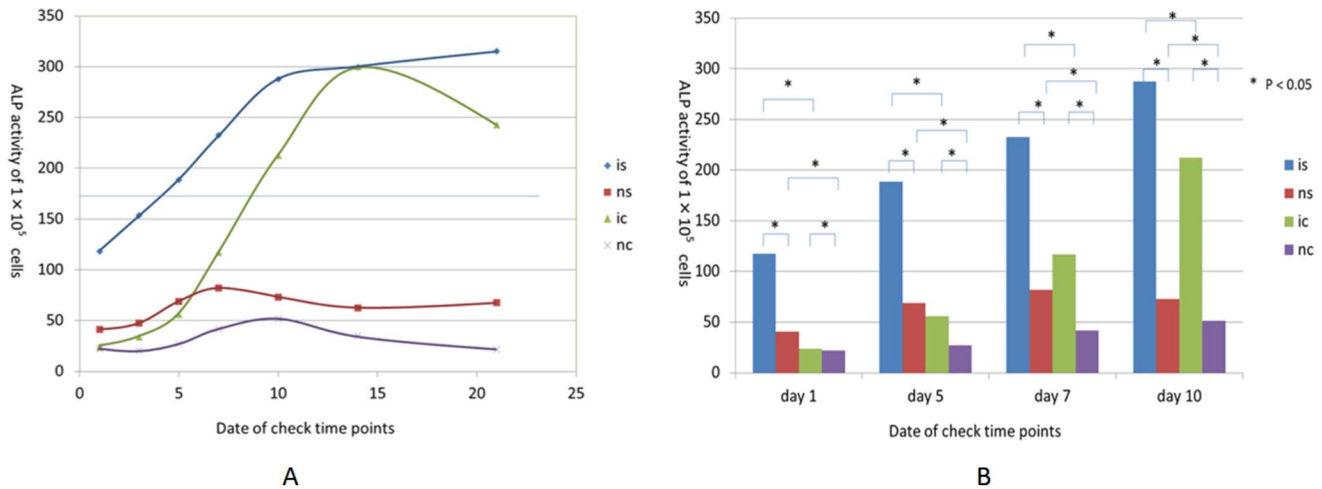 350
300
250
200
150
100
50
0
ALP activity of 1×10⁵ cells
0 5 10 15 20 25
Date of check time points
is
ns
ic
nc
A
350
300
250
200
150
100
50
0
ALP activity of 1×10⁵ cells
* * * * * * * * * * * * * * * *
* P < 0.05
day 1 day 5 day 7 day 10
Date of check time points
is
ns
ic
nc
B